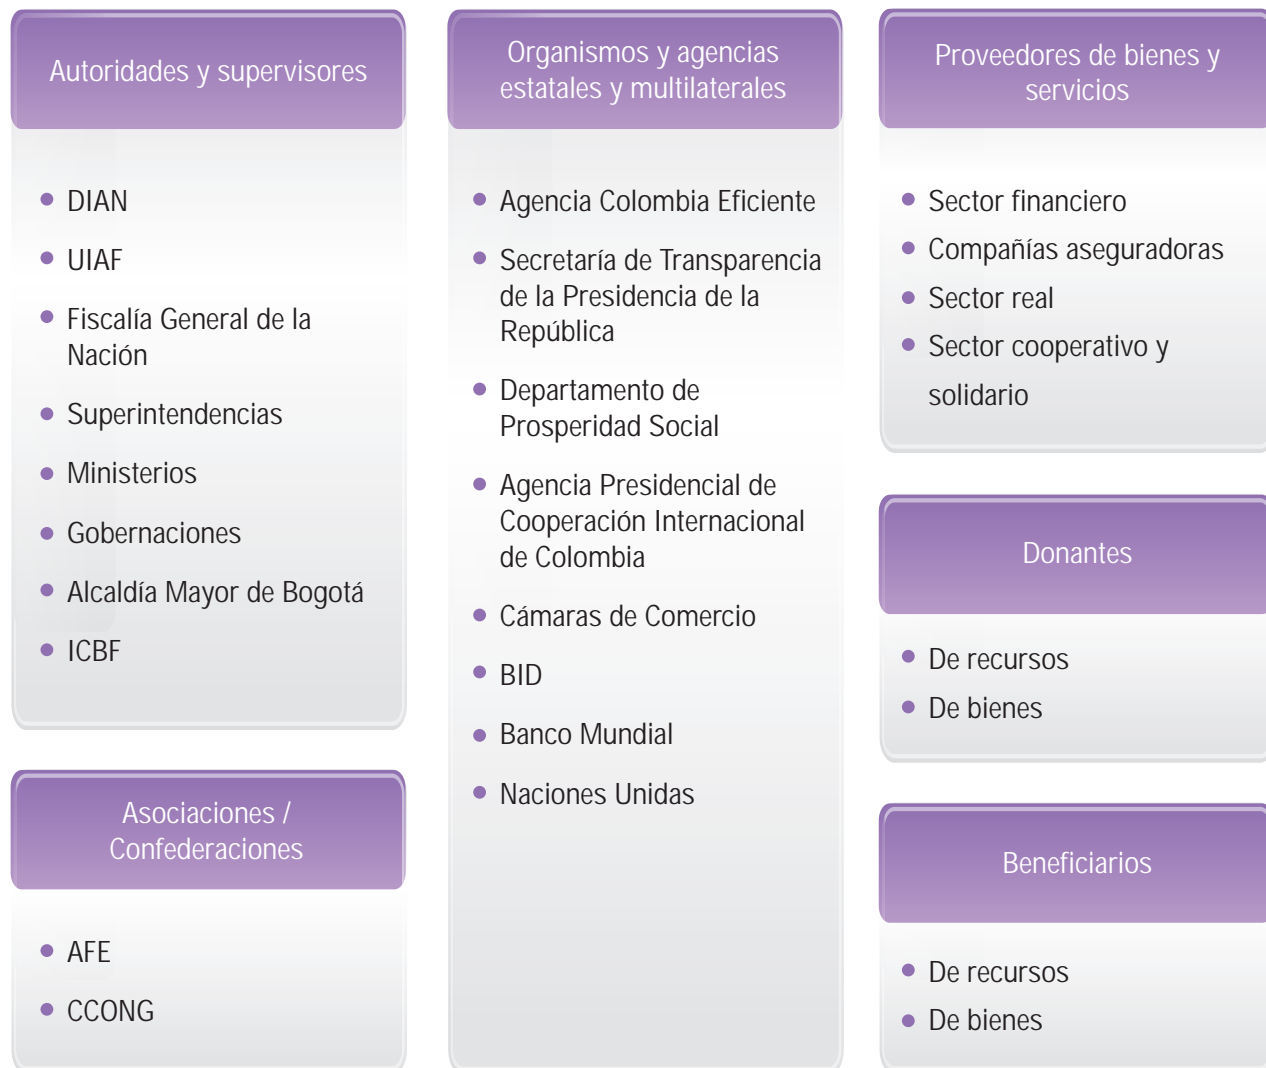 Autoridades y supervisores
DIAN
UIAF
Fiscalía General de la
Nación
Superintendencias
Ministerios
Gobernaciones
Alcaldía Mayor de Bogotá
ICBF
Asociaciones /
Confederaciones
AFE
CCONG
Organismos y agencias
estatales y multilaterales
Agencia Colombia Eficiente
Secretaría de Transparencia
de la Presidencia de la
República
Departamento de
Prosperidad Social
Agencia Presidencial de
Cooperación Internacional
de Colombia
Cámaras de Comercio
BID
Banco Mundial
Naciones Unidas
Proveedores de bienes y
servicios
Sector financiero
Compañías aseguradoras
Sector real
Sector cooperativo y
solidario
Donantes
De recursos
De bienes
Beneficiarios
De recursos
De bienes